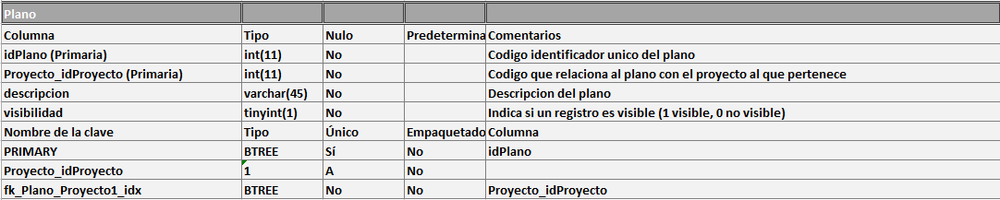 Plano
Columna Tipo Nulo Predetermina Comentarios
idPlano (Primaria) int(11) No Codigo identificador unico del plano
Proyecto_idProyecto (Primaria) int(11) No Codigo que relaciona al plano con el proyecto al que pertenece
descripcion varchar(45) No Descripcion del plano
visibilidad tinyint(1) No Indica si un registro es visible (1 visible, 0 no visible)
Nombre de la clave Tipo Único Empaquetado Columna
PRIMARY BTREE Sí No idPlano
Proyecto_idProyecto 1 A No
fk_Plano_Proyecto1_idx BTREE No No Proyecto_idProyecto